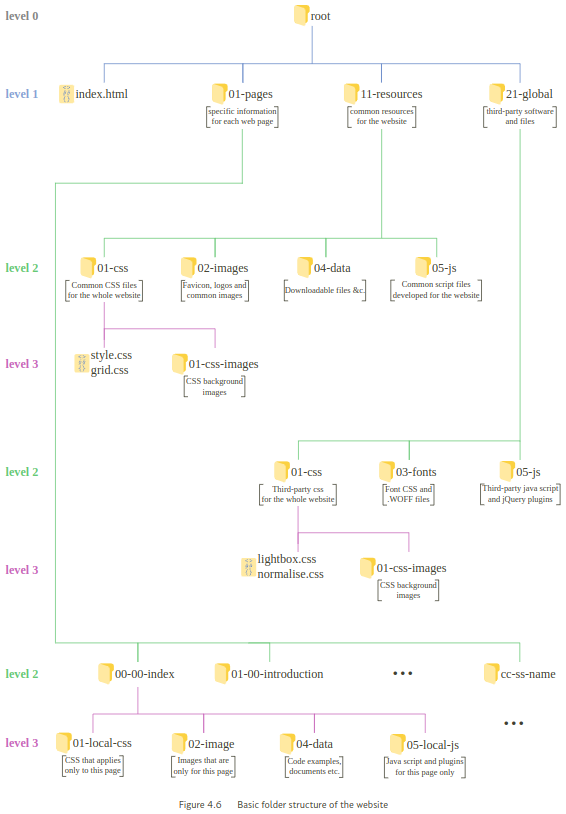 level 0
root
level 1
index.html
01-pages
11-resources
21-global
specific information
for each web page
common resources
for the website
third-party software
and files
level 2
01-css
02-images
04-data
05-js
Common CSS files
for the whole website
Favicon, logos and
common images
Downloadable files &c.
Common script files
developed for the website
level 3
style.css
grid.css
01-css-images
CSS background
images
level 2
01-css
03-fonts
05-js
Third-party css
for the whole website
Font CSS and
.WOFF files
Third-party java script
and jQuery plugins
level 3
lightbox.css
normalise.css
01-css-images
CSS background
images
level 2
00-00-index
01-00-introduction
...
cc-ss-name
...
level 3
01-local-css
02-image
04-data
05-local-js
CSS that applies
only to this page
Images that are
only for this page
Code examples,
documents etc.
Java script and plugins
for this page only
Figure 4.6 Basic folder structure of the website